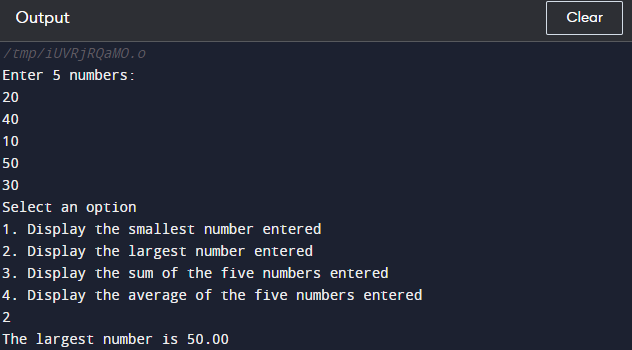 Output
Clear
/tmp/iUVRjRQaMO.o
Enter 5 numbers:
20
40
10
50
30
Select an option
1. Display the smallest number entered
2. Display the largest number entered
3. Display the sum of the five numbers entered
4. Display the average of the five numbers entered
2
The largest number is 50.00